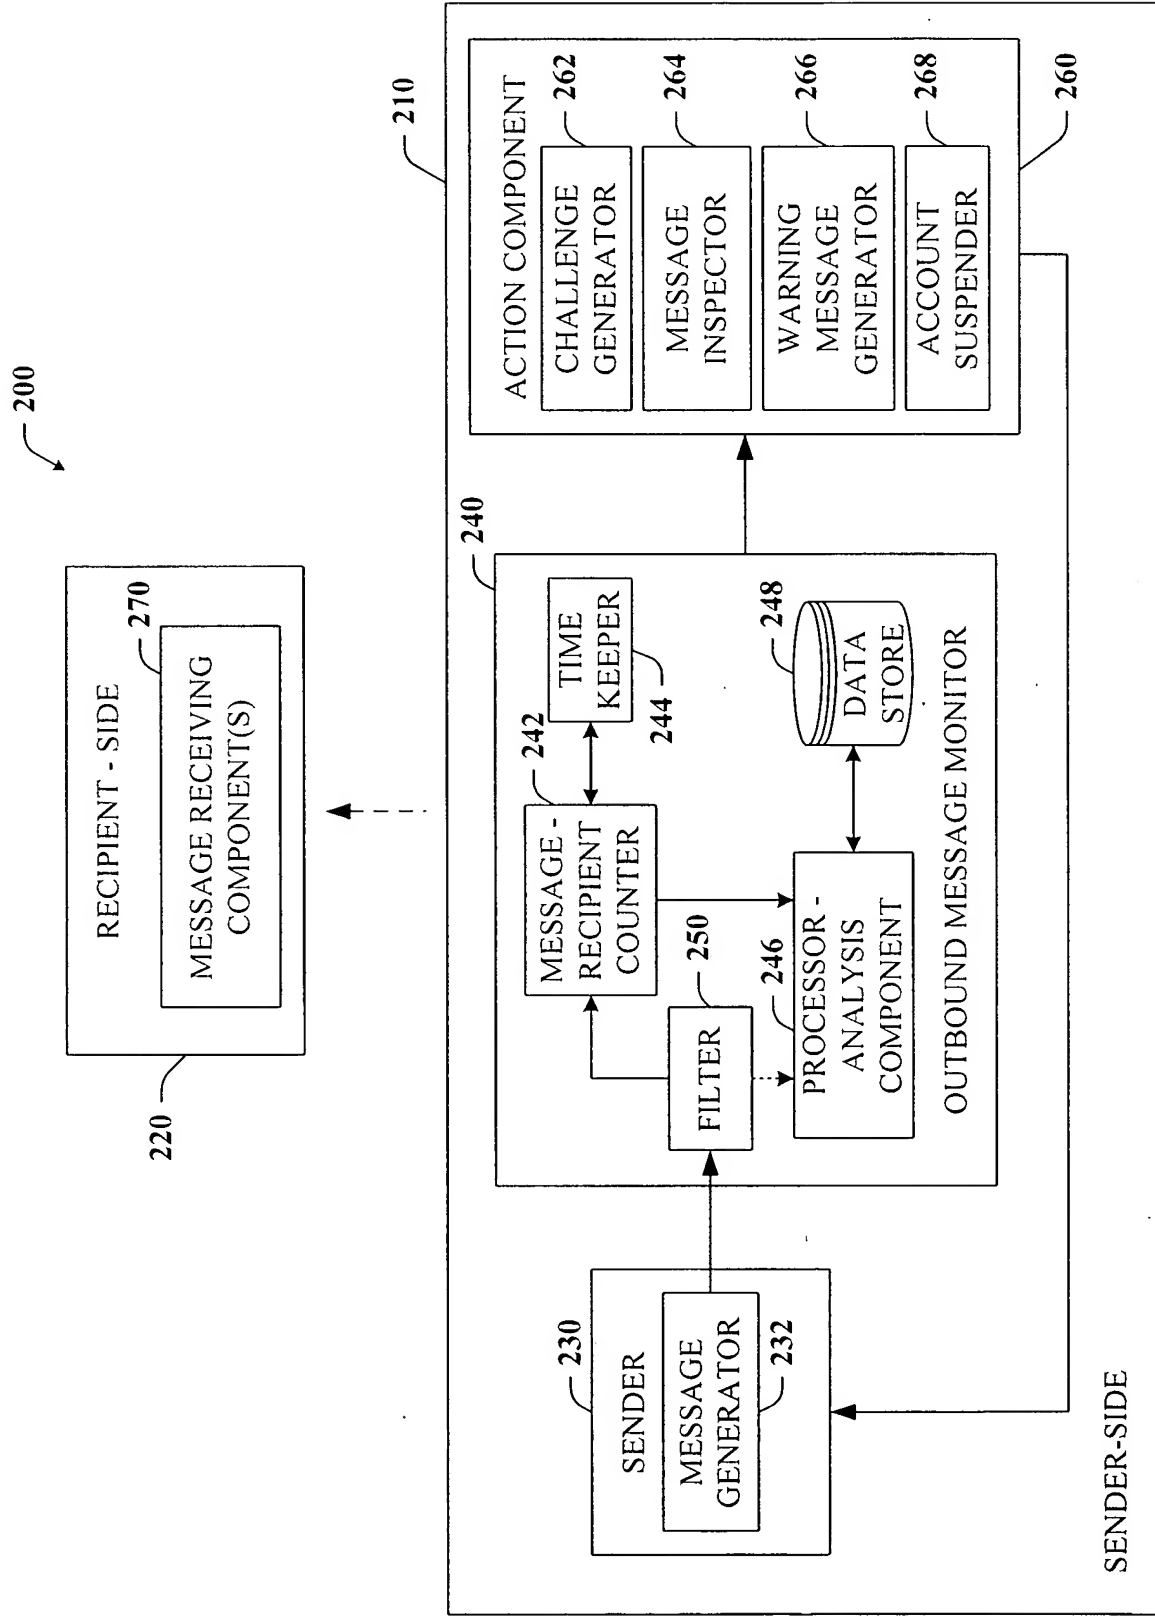 200
RECIPIENT - SIDE
270
MESSAGE RECEIVING
COMPONENT(S)
220
210
SENDER
230
MESSAGE
GENERATOR
232
240
MESSAGE -
RECIPIENT
COUNTER
242
TIME
KEEPER
244
FILTER
250
246
PROCESSOR -
ANALYSIS
COMPONENT
248
DATA
STORE
OUTBOUND MESSAGE MONITOR
ACTION COMPONENT
CHALLENGE
GENERATOR
262
MESSAGE
INSPECTOR
264
WARNING
MESSAGE
GENERATOR
266
ACCOUNT
SUSPENDER
268
260
SENDER-SIDE